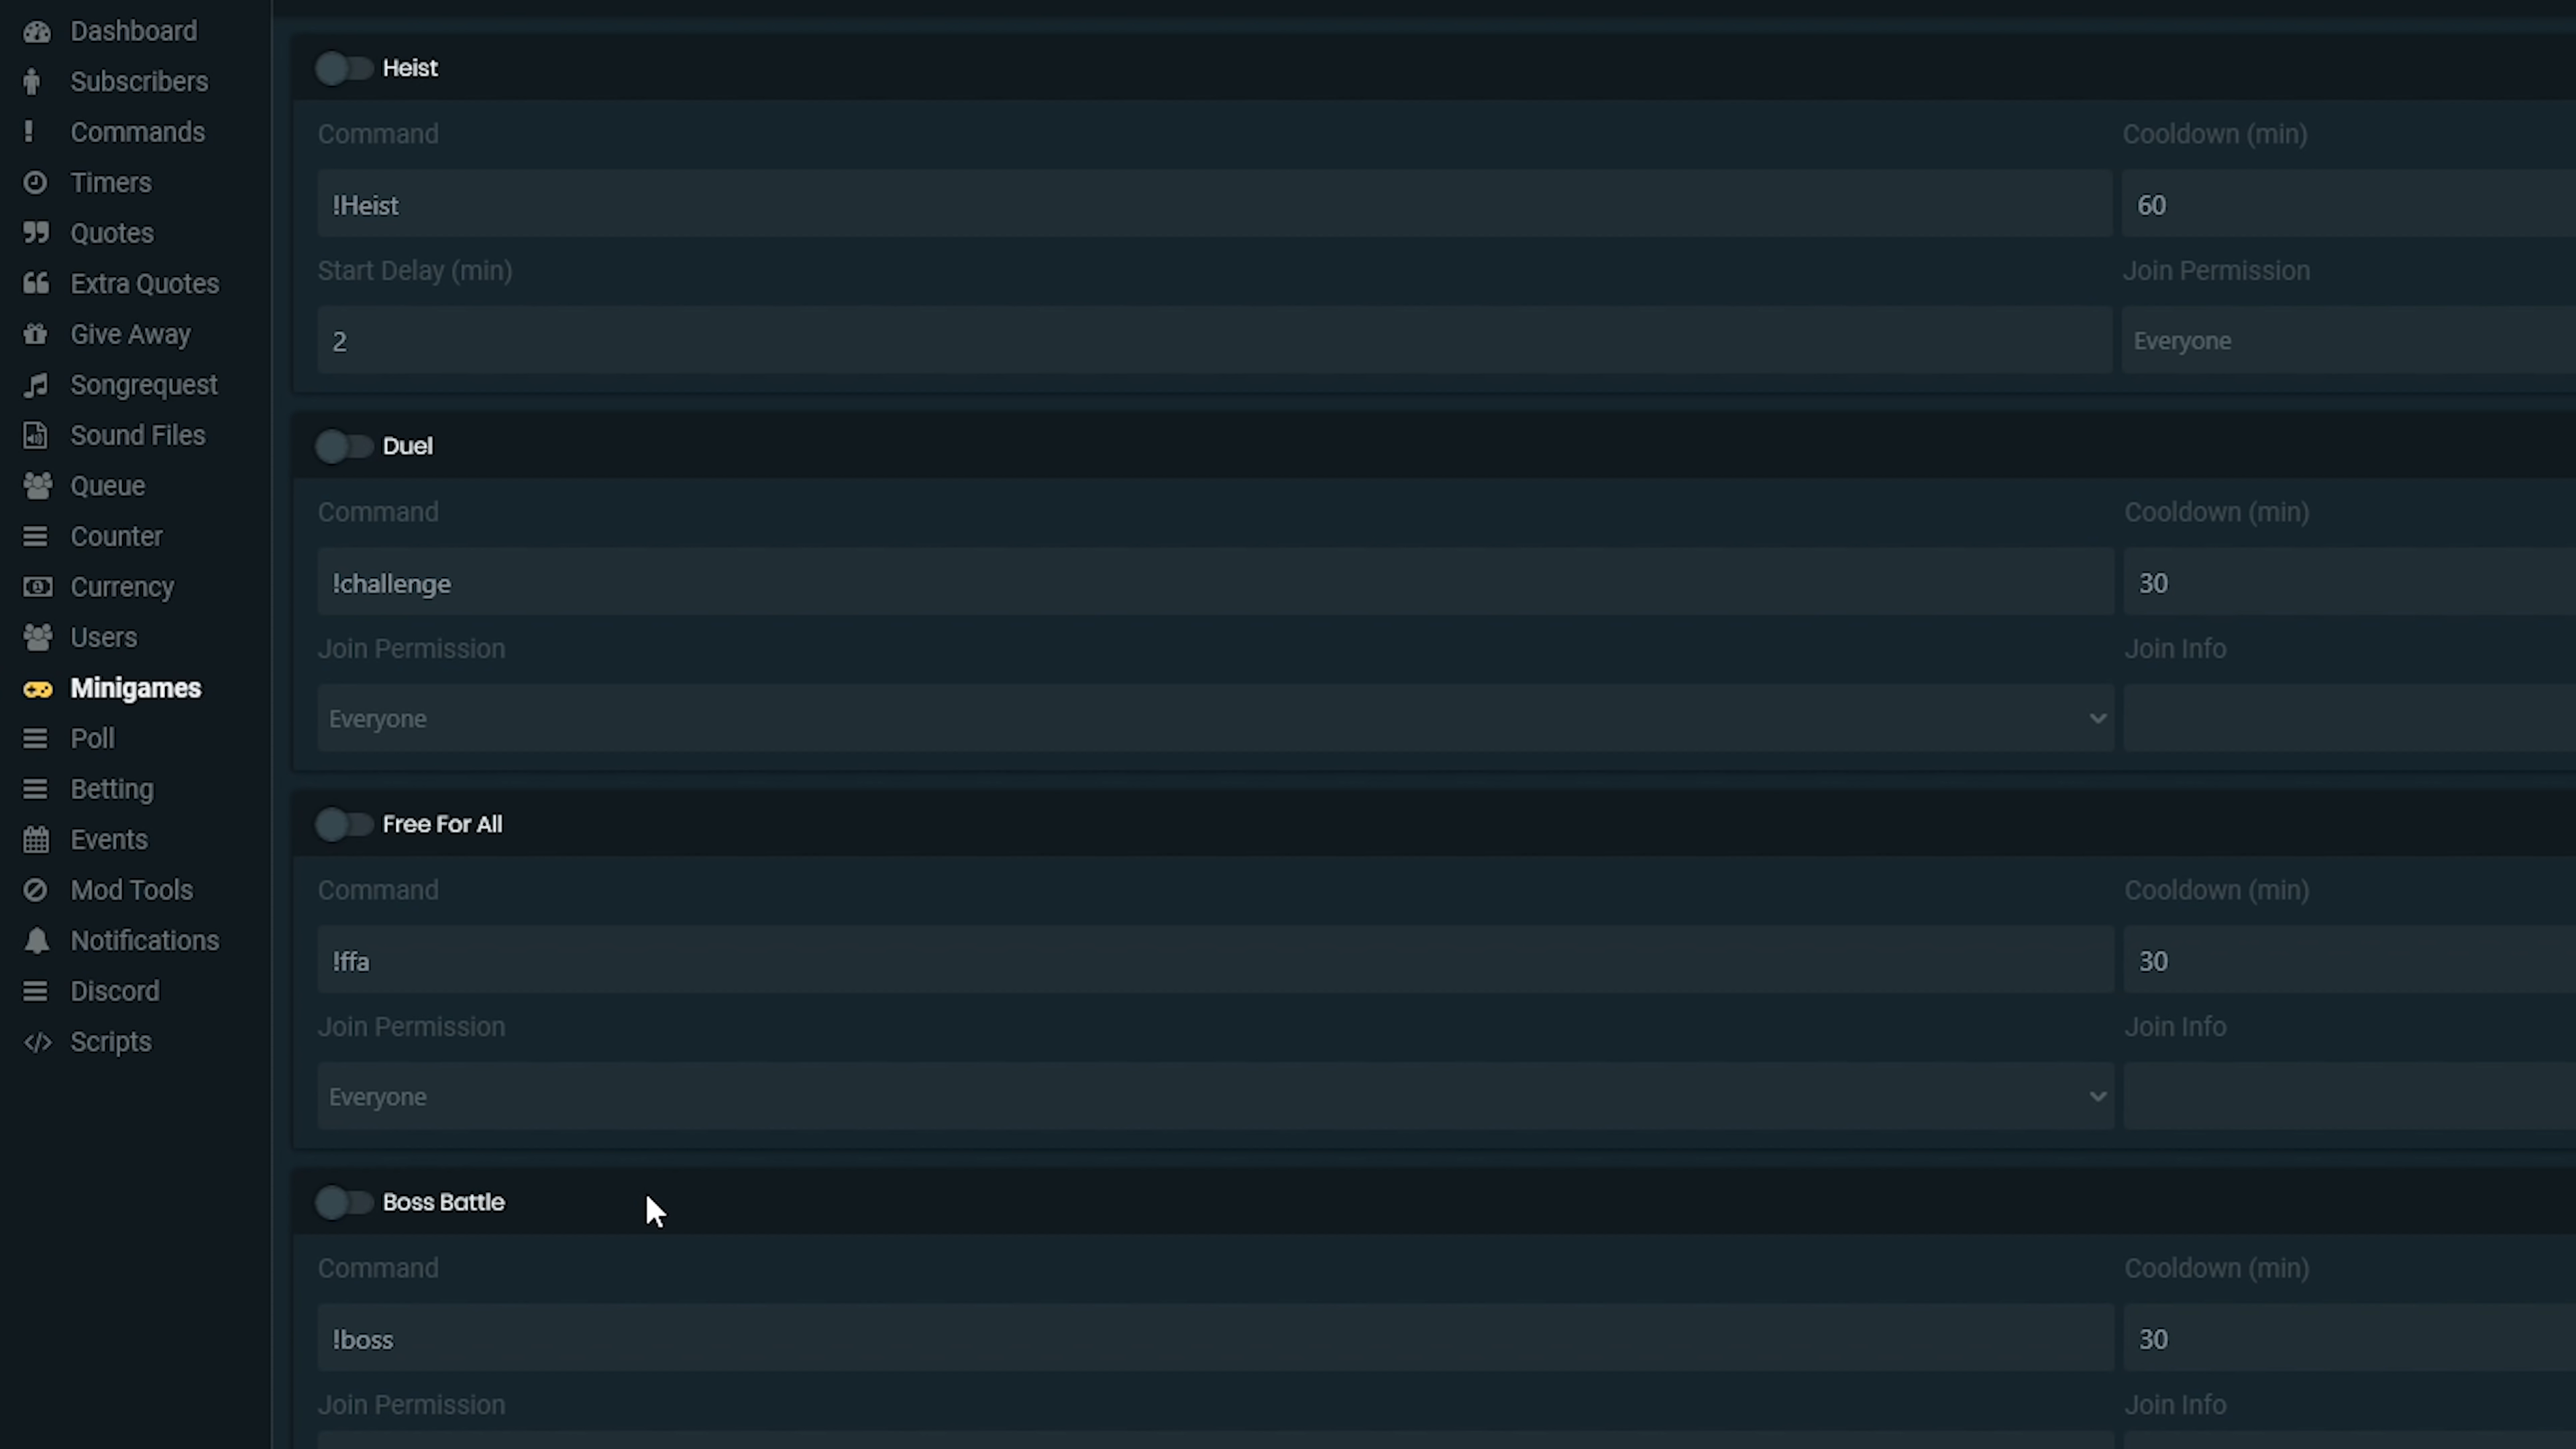 Dashboard
Subscribers
Commands
Timers
Quotes
Extra Quotes
Give Away
Songrequest
Sound Files
Queue
Counter
Currency
Users
Minigames
Poll
Betting
Events
Mod Tools
Notifications
Discord
Scripts
Heist
Command Cooldown (min)
!Heist 60
Start Delay (min) Join Permission
2 Everyone
Duel
Command Cooldown (min)
!challenge 30
Join Permission Join Info
Everyone
Free For All
Command Cooldown (min)
!ffa 30
Join Permission Join Info
Everyone
Boss Battle
Command Cooldown (min)
!boss 30
Join Permission Join Info